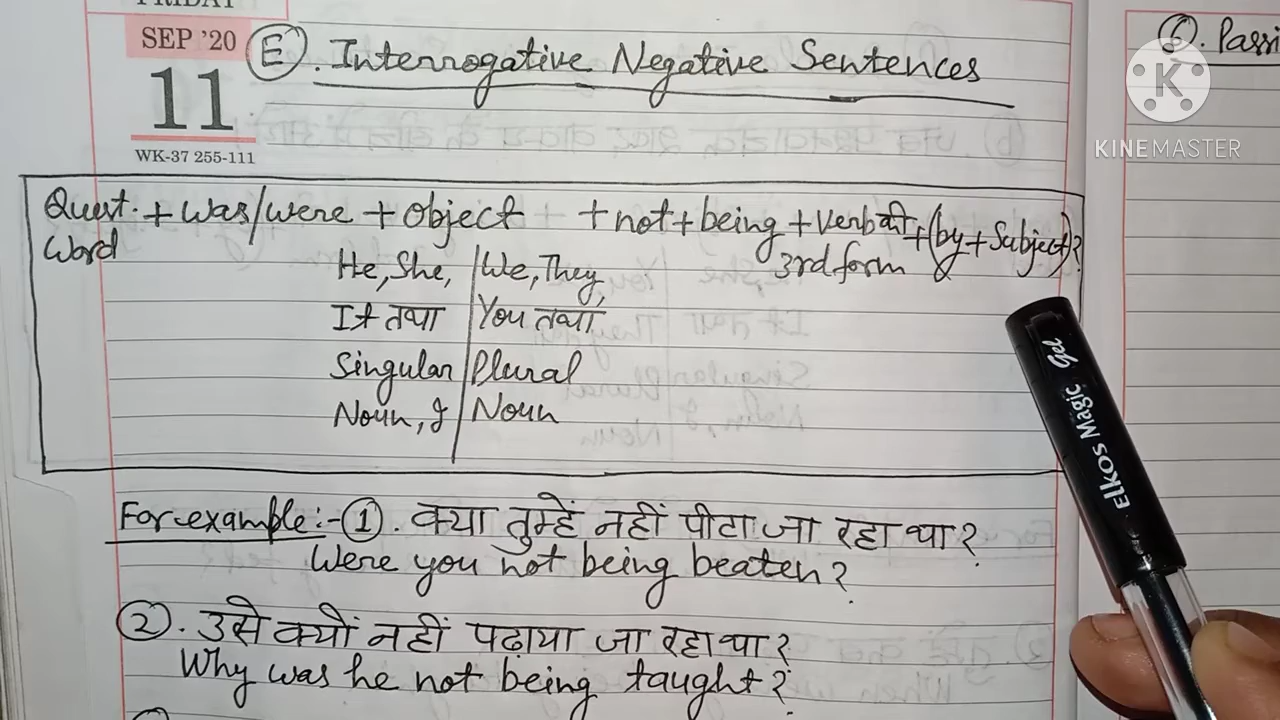 FRIDAY
SEP '20
11
WK-37 255-111
(E). Interrogative Negative Sentences
(6). Passi
KINEMASTER
Quest. + was/were + object + not + being + verb की + (by + Subject)?
Word 3rd form
He, She, | We, They,
It तथा | You तथा
Singular | Plural
Noun, I | Noun
For example:- (1). क्या तुम्हें नहीं पीटा जा रहा था?
Were you not being beaten?
(2). उसे क्यों नहीं पढ़ाया जा रहा था?
Why was he not being taught?
Elkos Magic Gel